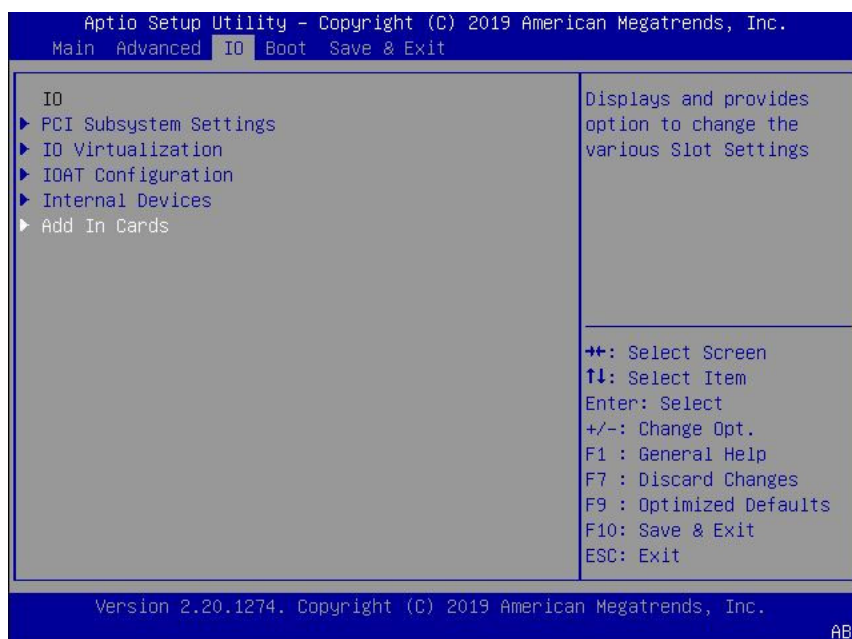 Aptio Setup Utility – Copyright (C) 2019 American Megatrends, Inc.
Main Advanced IO Boot Save & Exit
IO
PCI Subsystem Settings
IO Virtualization
IOAT Configuration
Internal Devices
Add In Cards
Displays and provides
option to change the
various Slot Settings
→←: Select Screen
↑↓: Select Item
Enter: Select
+/-: Change Opt.
F1 : General Help
F7 : Discard Changes
F9 : Optimized Defaults
F10: Save & Exit
ESC: Exit
Version 2.20.1274. Copyright (C) 2019 American Megatrends, Inc.
AB